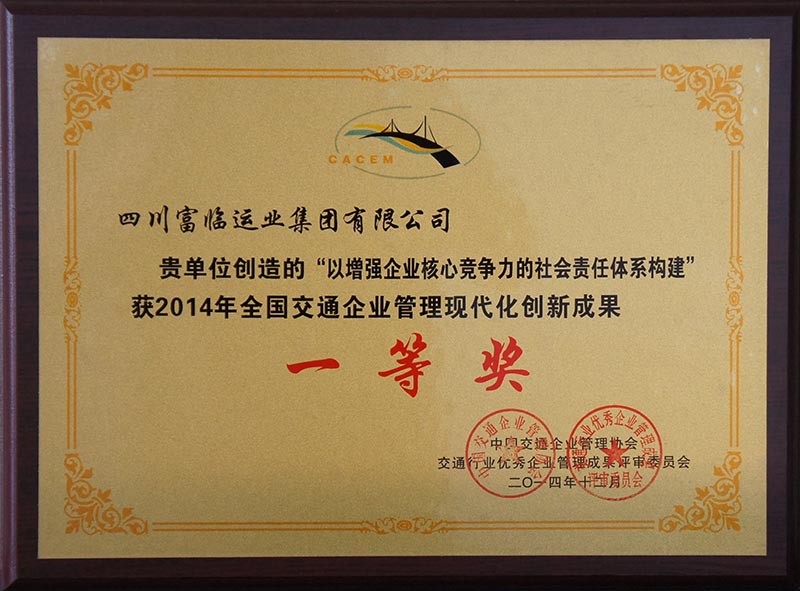 CACEM
四川富临运业集团有限公司
贵单位创造的“以增强企业核心竞争力的社会责任体系构建”
获2014年全国交通企业管理现代化创新成果
一等奖
中国交通企业管理协会
交通行业优秀企业管理成果评审委员会
二〇一四年十二月
评审委员会